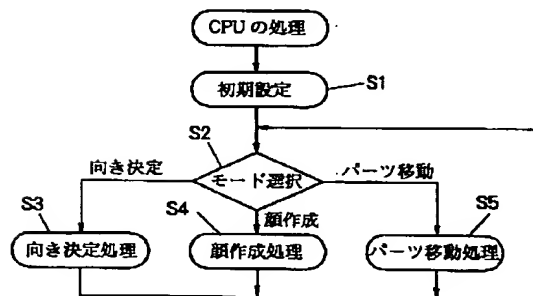 CPUの処理
初期設定
S1
S2
モード選択
向き決定
顔作成
パーツ移動
S3
向き決定処理
S4
顔作成処理
S5
パーツ移動処理